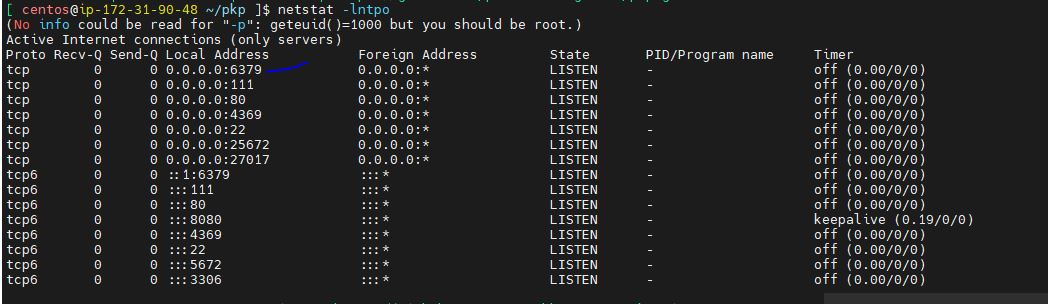 [ centos@ip-172-31-90-48 ~/pkp ]$ netstat -lntpo
(No info could be read for "-p": geteuid()=1000 but you should be root.)
Active Internet connections (only servers)
Proto Recv-Q Send-Q Local Address Foreign Address State PID/Program name Timer
tcp 0 0 0.0.0.0:6379 0.0.0.0:* LISTEN - off (0.00/0/0)
tcp 0 0 0.0.0.0:111 0.0.0.0:* LISTEN - off (0.00/0/0)
tcp 0 0 0.0.0.0:80 0.0.0.0:* LISTEN - off (0.00/0/0)
tcp 0 0 0.0.0.0:4369 0.0.0.0:* LISTEN - off (0.00/0/0)
tcp 0 0 0.0.0.0:22 0.0.0.0:* LISTEN - off (0.00/0/0)
tcp 0 0 0.0.0.0:25672 0.0.0.0:* LISTEN - off (0.00/0/0)
tcp 0 0 0.0.0.0:27017 0.0.0.0:* LISTEN - off (0.00/0/0)
tcp6 0 0 ::1:6379 :::* LISTEN - off (0.00/0/0)
tcp6 0 0 :::111 :::* LISTEN - off (0.00/0/0)
tcp6 0 0 :::80 :::* LISTEN - off (0.00/0/0)
tcp6 0 0 :::8080 :::* LISTEN - keepalive (0.19/0/0)
tcp6 0 0 :::4369 :::* LISTEN - off (0.00/0/0)
tcp6 0 0 :::22 :::* LISTEN - off (0.00/0/0)
tcp6 0 0 :::5672 :::* LISTEN - off (0.00/0/0)
tcp6 0 0 :::3306 :::* LISTEN - off (0.00/0/0)